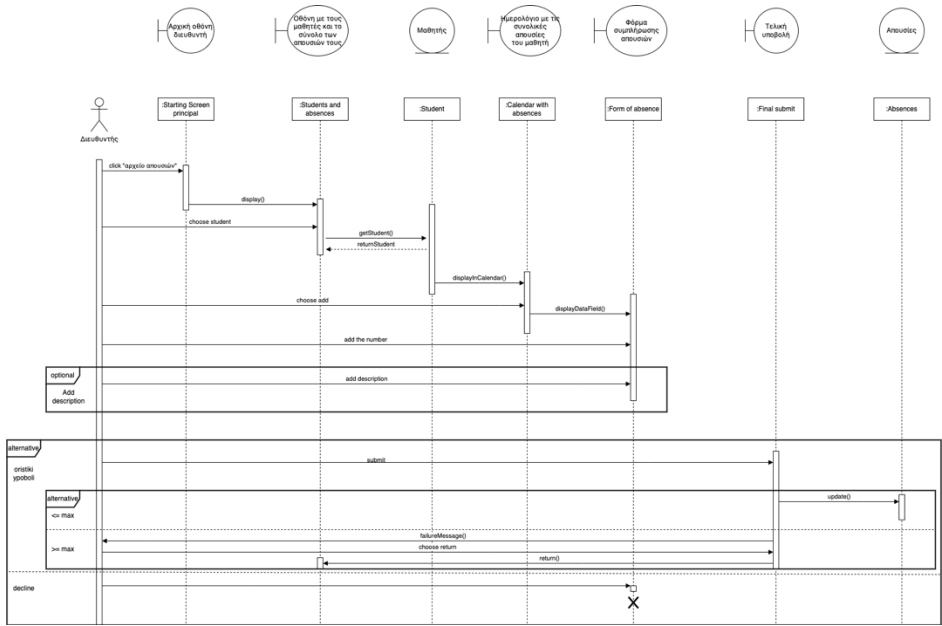 Αρχική οθόνη
διευθυντή
Οθόνη με τους
μαθητές και το
σύνολο των
απουσιών τους
Μαθητής
Ημερολόγιο με τις
συνολικές
απουσίες
του μαθητή
Φόρμα
συμπλήρωσης
απουσιών
Τελική
υποβολή
Απουσίες
Διευθυντής
:Starting Screen
principal
:Students and
absences
:Student
:Calendar with
absences
:Form of absence
:Final submit
:Absences
click "αρχείο απουσιών"
display()
choose student
getStudent()
returnStudent
displayInCalendar()
choose add
displayDataField()
add the number
optional
add description
Add
description
alternative
oristiki
ypoboli
submit
alternative
update()
<= max
failureMessage()
>= max
choose return
return()
decline